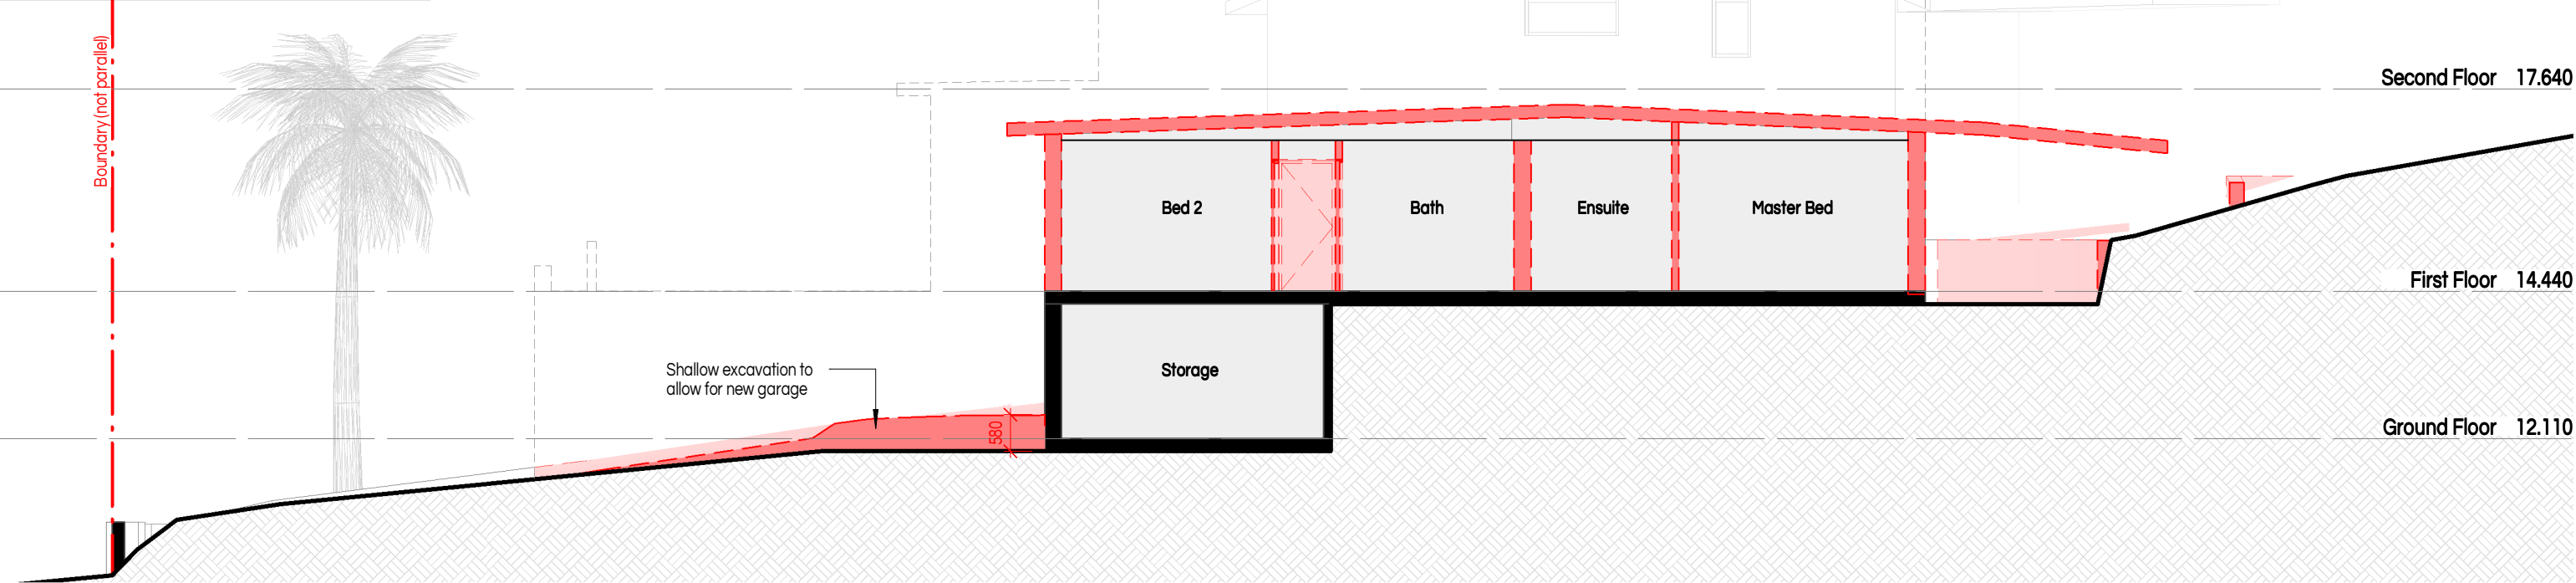 Boundary (not parallel)
Second Floor 17.640
Bed 2
Bath
Ensuite
Master Bed
First Floor 14.440
Shallow excavation to
allow for new garage
Storage
580
Ground Floor 12.110